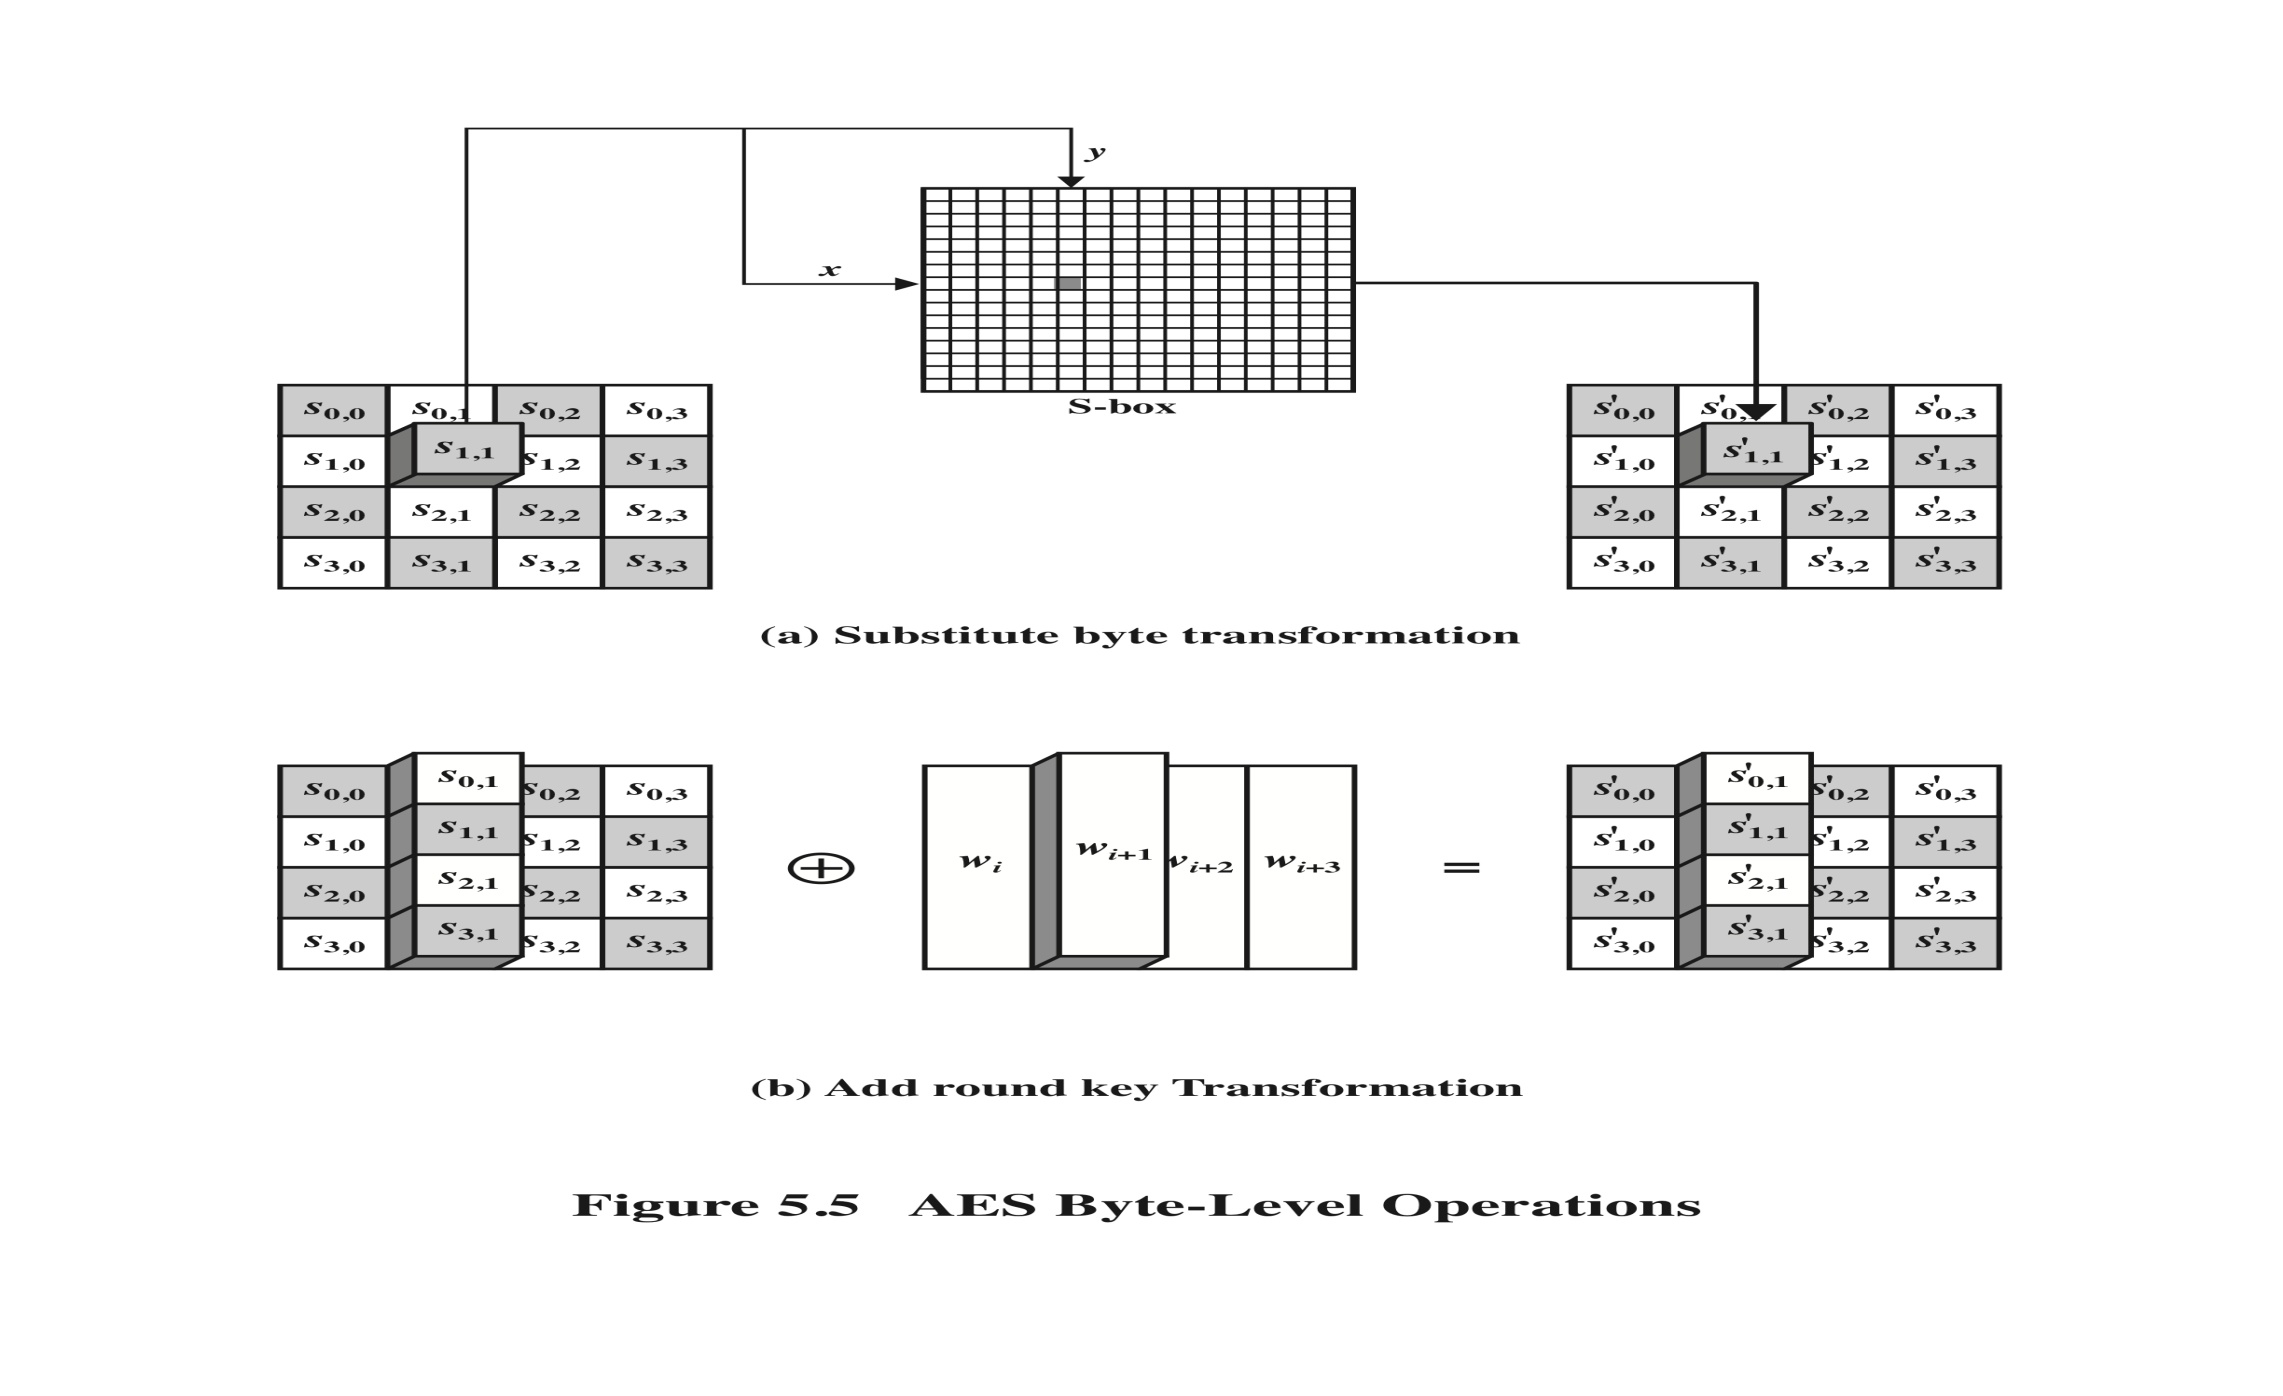 y
x
S-box
s0,0 s0,1 s0,2 s0,3
s1,0 s1,1 s1,2 s1,3
s2,0 s2,1 s2,2 s2,3
s3,0 s3,1 s3,2 s3,3
s'0,0 s'0, s'0,2 s'0,3
s'1,0 s'1,1 s'1,2 s'1,3
s'2,0 s'2,1 s'2,2 s'2,3
s'3,0 s'3,1 s'3,2 s'3,3
(a) Substitute byte transformation
s0,0 s0,1 s0,2 s0,3
s1,0 s1,1 s1,2 s1,3
s2,0 s2,1 s2,2 s2,3
s3,0 s3,1 s3,2 s3,3
⊕
wi wi+1 wi+2 wi+3
=
s'0,0 s'0,1 s'0,2 s'0,3
s'1,0 s'1,1 s'1,2 s'1,3
s'2,0 s'2,1 s'2,2 s'2,3
s'3,0 s'3,1 s'3,2 s'3,3
(b) Add round key Transformation
Figure 5.5 AES Byte-Level Operations